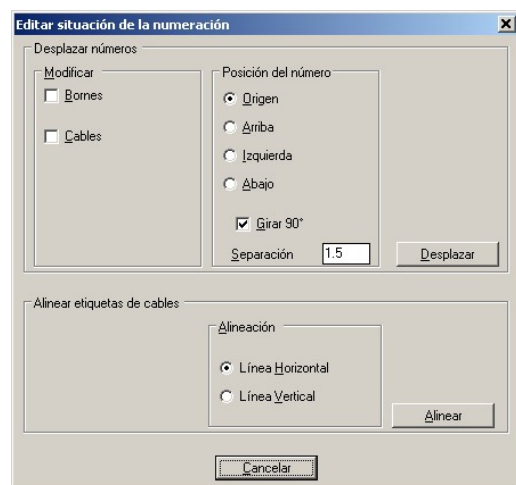 Editar situación de la numeración
Desplazar números
Modificar
Bornes
Cables
Posición del número
Origen
Arriba
Izquierda
Abajo
Girar 90°
Separación 1.5
Desplazar
Alinear etiquetas de cables
Alineación
Línea Horizontal
Línea Vertical
Alinear
Cancelar